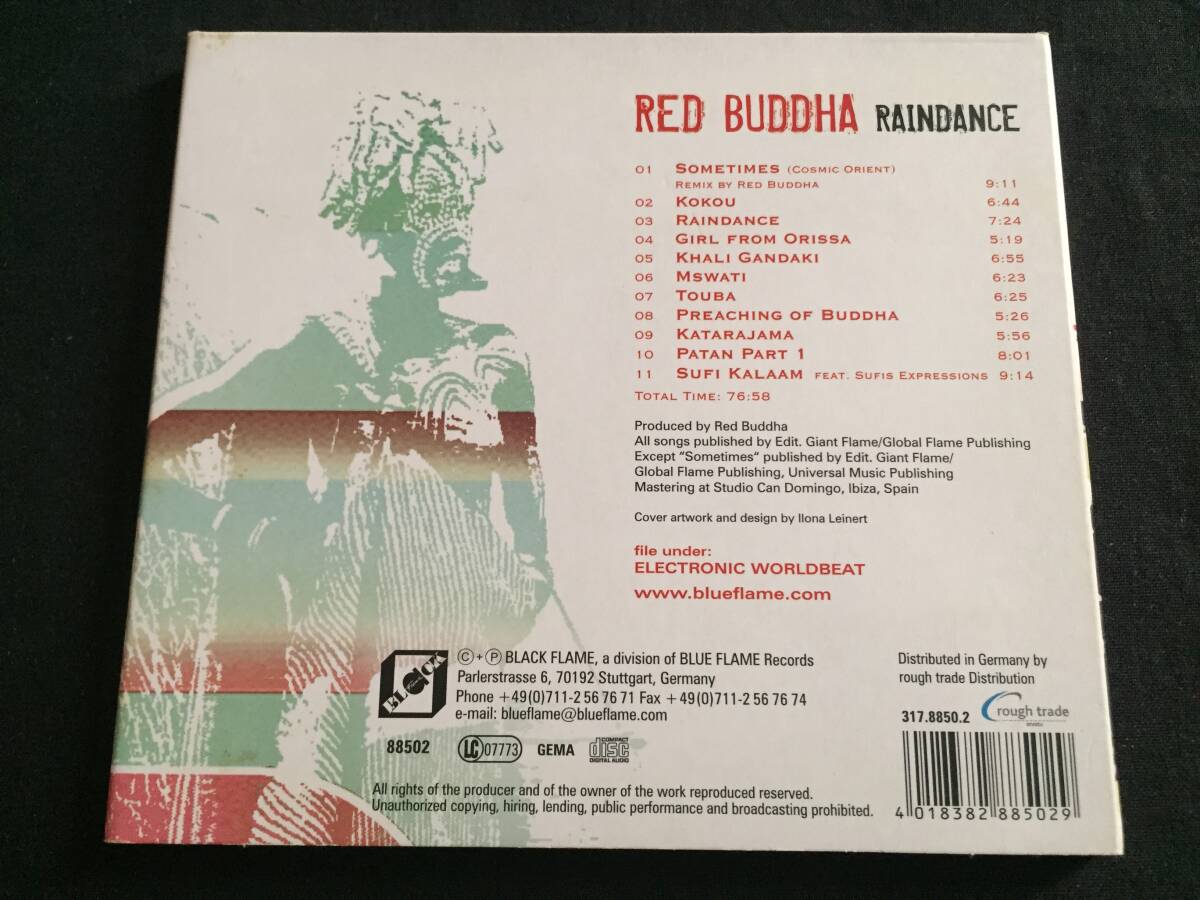 RED BUDDHA RAINDANCE
01 SOMETIMES (COSMIC ORIENT)
REMIX BY RED BUDDHA 9:11
02 KOKOU 6:44
03 RAINDANCE 7:24
04 GIRL FROM ORISSA 5:19
05 KHALI GANDAKI 6:55
06 MSWATI 6:23
07 TOUBA 6:25
08 PREACHING OF BUDDHA 5:26
09 KATARAJAMA 5:56
10 PATAN PART 1 8:01
11 SUFI KALAAM FEAT. SUFIS EXPRESSIONS 9:14
TOTAL TIME: 76:58
Produced by Red Buddha
All songs published by Edit. Giant Flame/Global Flame Publishing
Except "Sometimes" published by Edit. Giant Flame/
Global Flame Publishing, Universal Music Publishing
Mastering at Studio Can Domingo, Ibiza, Spain
Cover artwork and design by Ilona Leinert
file under:
ELECTRONIC WORLDBEAT
www.blueflame.com
BLACK
© + ℗ BLACK FLAME, a division of BLUE FLAME Records
Parlerstrasse 6, 70192 Stuttgart, Germany
Phone +49(0)711-2 56 76 71 Fax +49(0)711-2 56 76 74
e-mail: blueflame@blueflame.com
Distributed in Germany by
rough trade Distribution
317.8850.2 rough trade
88502 LC 07773 GEMA COMPACT disc DIGITAL AUDIO
All rights of the producer and of the owner of the work reproduced reserved.
Unauthorized copying, hiring, lending, public performance and broadcasting prohibited.
4 018382 885029